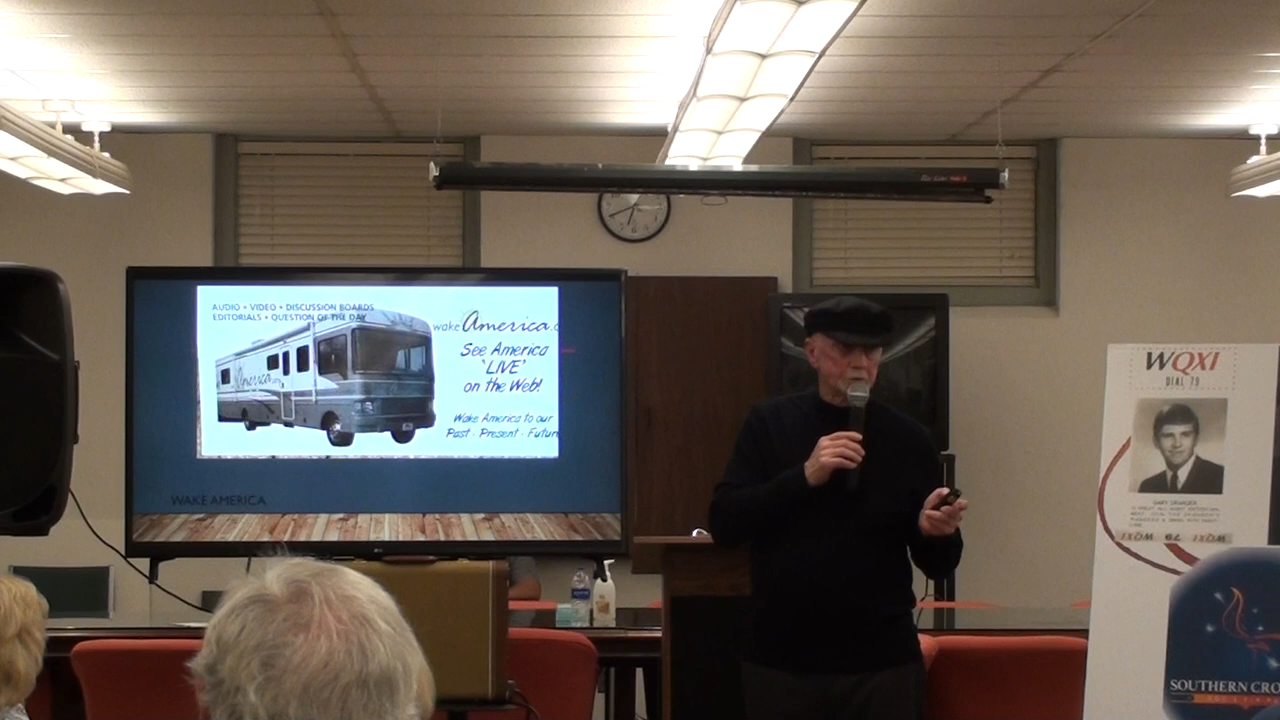 AUDIO • VIDEO • DISCUSSION BOARDS
EDITORIALS • QUESTION OF THE DAY
wake America.c
See America
"LIVE"
on the Web!
Wake America to our
Past · Present · Futur
America
WAKE AMERICA
WQXI
DIAL 79
SOUTHERN CRO